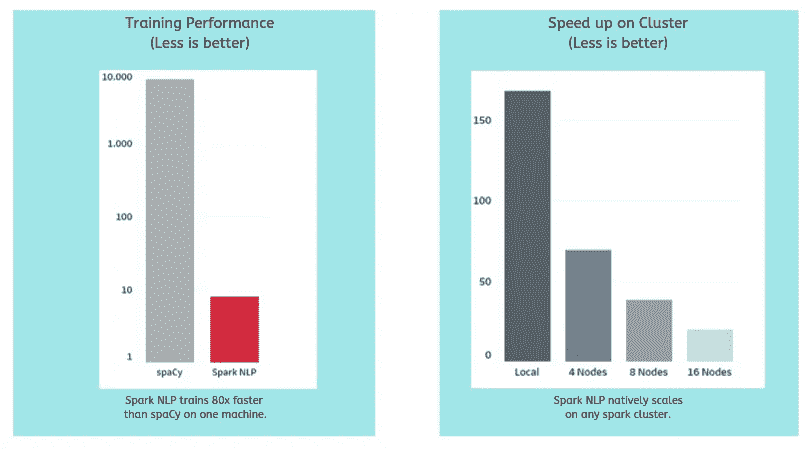 Training Performance
(Less is better)
10.000
1.000
100
10
1
spaCy Spark NLP
Spark NLP trains 80x faster
than spaCy on one machine.
Speed up on Cluster
(Less is better)
150
100
50
0
Local 4 Nodes 8 Nodes 16 Nodes
Spark NLP natively scales
on any spark cluster.